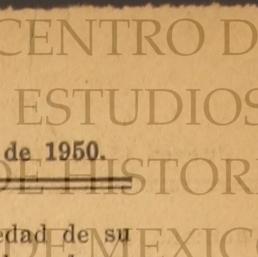 CENTRO D
ESTUDIOS
de 1950.
DE HISTOR
edad de su
DE MEXIC